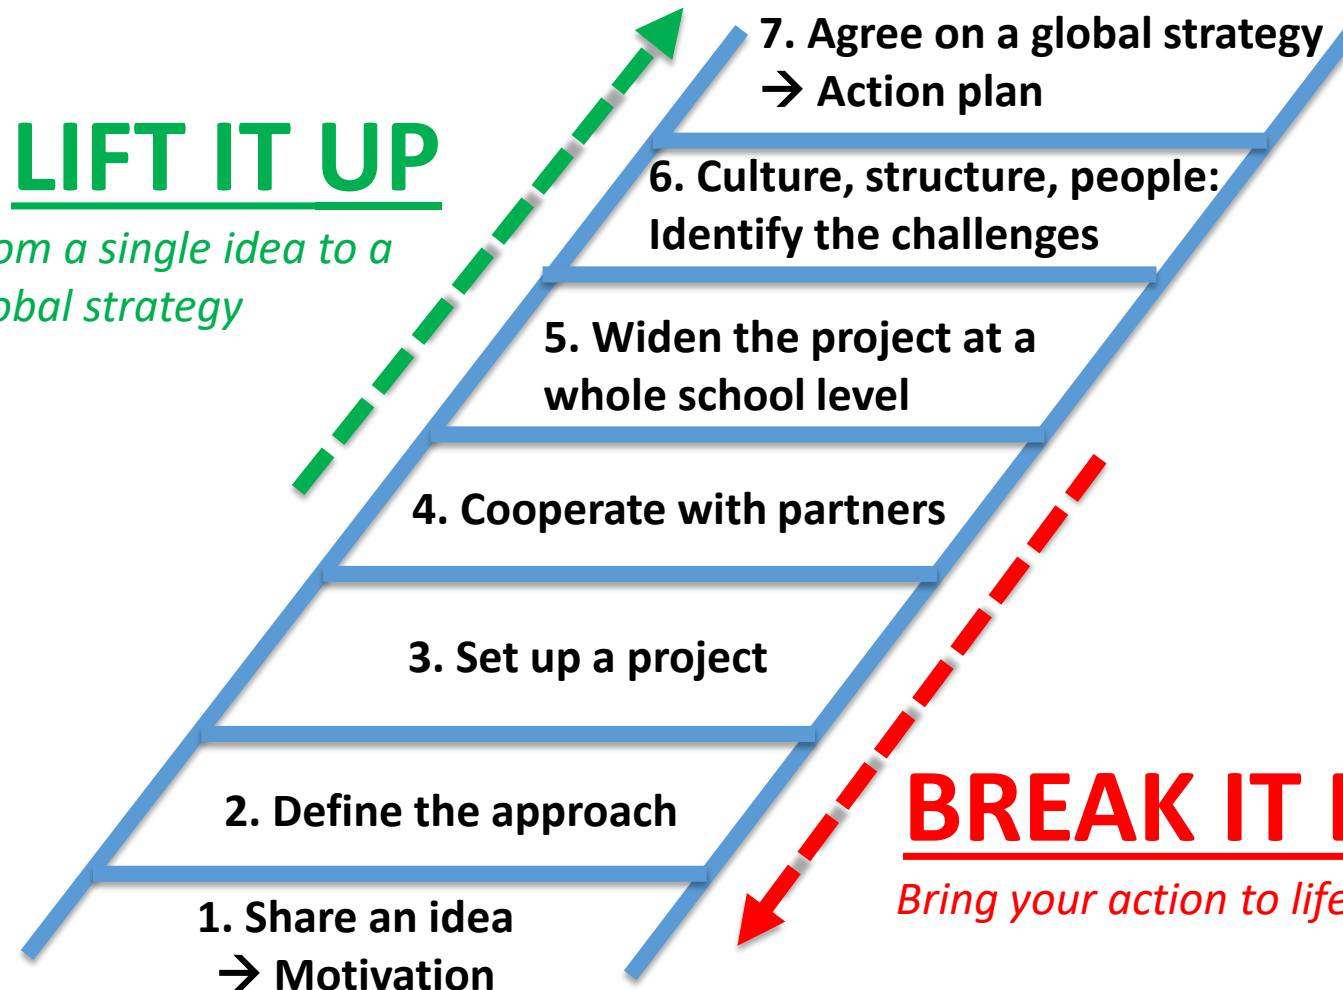 7. Agree on a global strategy
→ Action plan
LIFT IT UP
6. Culture, structure, people:
Identify the challenges
a single idea to a
strategy
5. Widen the project at a
whole school level
4. Cooperate with partners
3. Set up a project
2. Define the approach
BREAK IT
Bring your action to life
1. Share an idea
→ Motivation